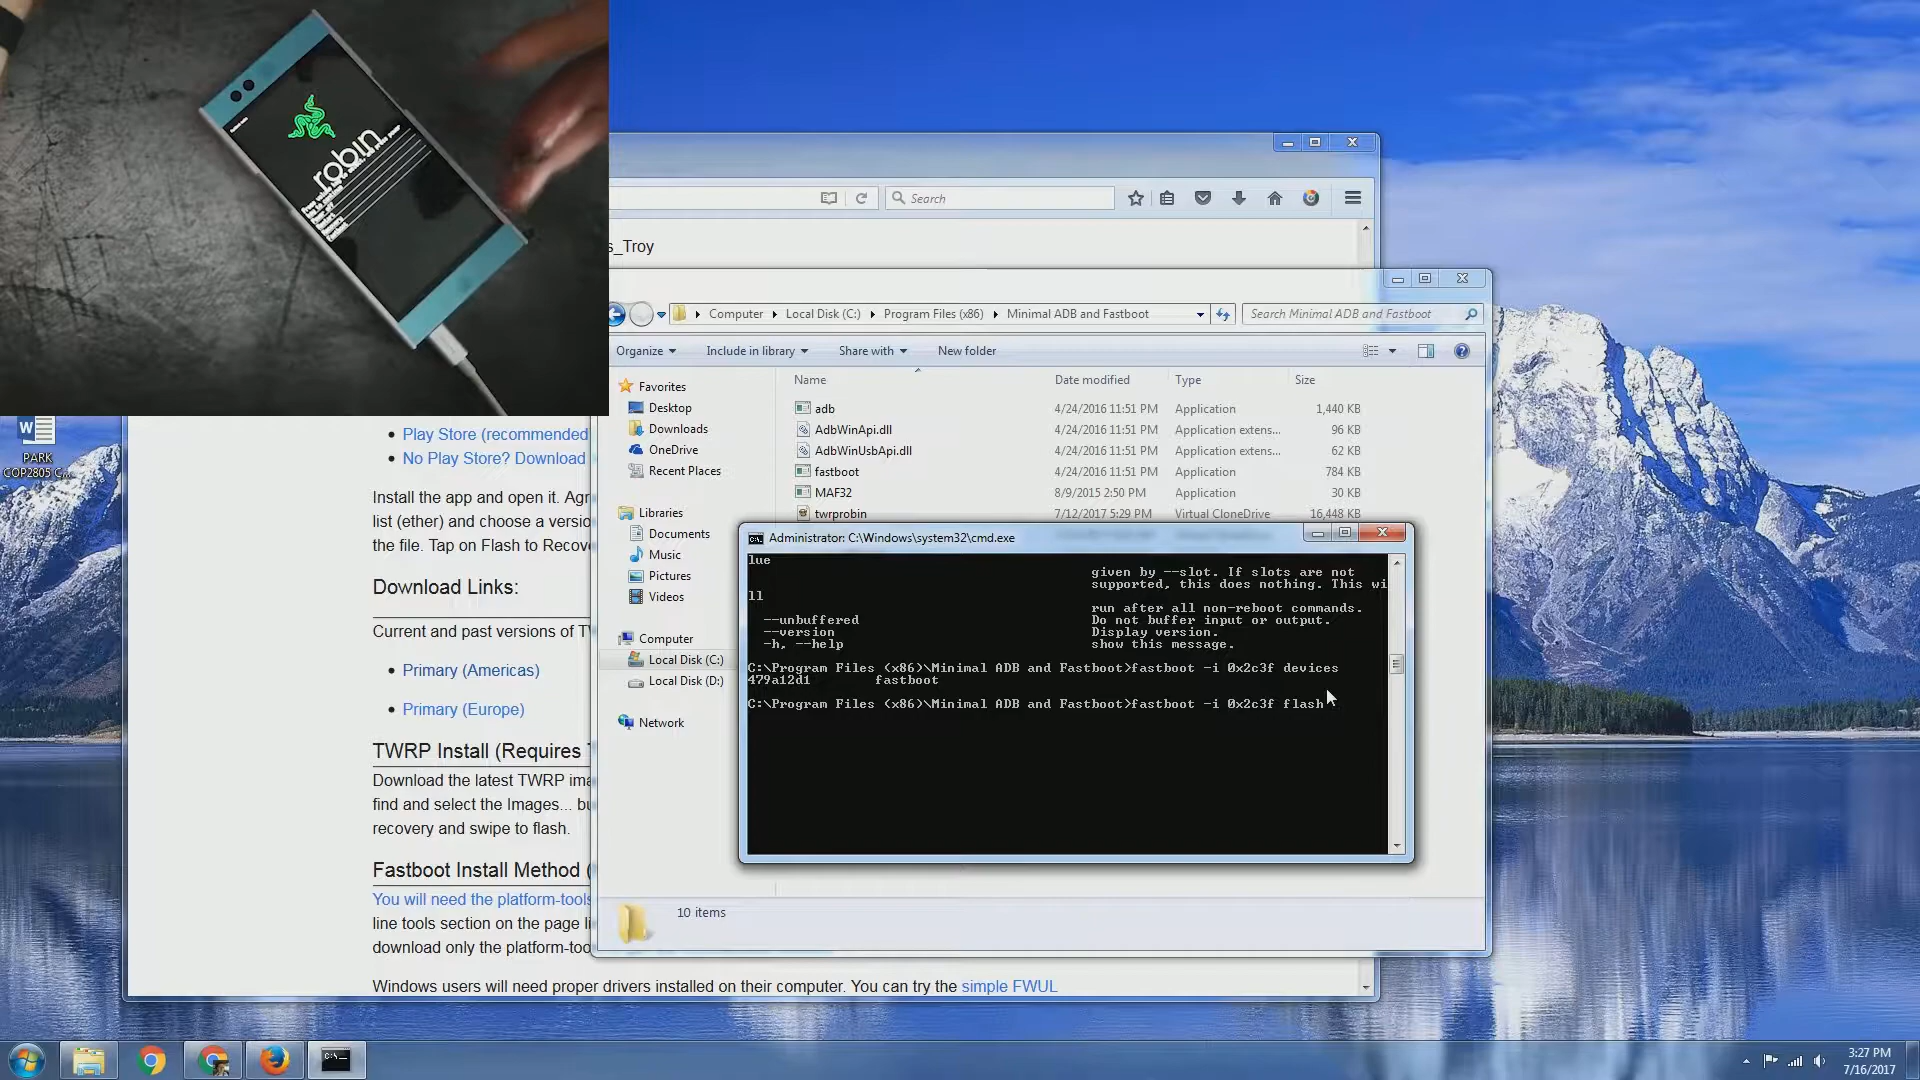 robin
Search
s_Troy
Computer
Local Disk (C:)
Program Files (x86)
Minimal ADB and Fastboot
Search Minimal ADB and Fastboot
Organize
Include in library
Share with
New folder
Name
Date modified
Type
Size
Favorites
Desktop
Downloads
OneDrive
Recent Places
Libraries
Documents
Music
Pictures
Videos
Computer
Local Disk (C:)
Local Disk (D:)
Network
adb 4/24/2016 11:51 PM Application 1,440 KB
AdbWinApi.dll 4/24/2016 11:51 PM Application extens... 96 KB
AdbWinUsbApi.dll 4/24/2016 11:51 PM Application extens... 62 KB
fastboot 4/24/2016 11:51 PM Application 784 KB
MAF32 8/9/2015 2:50 PM Application 30 KB
twrprobin 7/12/2017 5:29 PM Virtual CloneDrive 16,448 KB
10 items
PARK
COP2805 C...
Play Store (recommended
No Play Store? Download
Install the app and open it. Agr
list (ether) and choose a versio
the file. Tap on Flash to Recov
Download Links:
Current and past versions of T
Primary (Americas)
Primary (Europe)
TWRP Install (Requires
Download the latest TWRP ima
find and select the Images... bu
recovery and swipe to flash.
Fastboot Install Method (
You will need the platform-tools
line tools section on the page li
download only the platform-too
Windows users will need proper drivers installed on their computer. You can try the simple FWUL
Administrator: C:\Windows\system32\cmd.exe
lue
given by --slot. If slots are not
supported, this does nothing. This wi
ll
run after all non-reboot commands.
--unbuffered Do not buffer input or output.
--version Display version.
-h, --help show this message.
C:\Program Files (x86)\Minimal ADB and Fastboot>fastboot -i 0x2c3f devices
479a12d1 fastboot
C:\Program Files (x86)\Minimal ADB and Fastboot>fastboot -i 0x2c3f flash
3:27 PM
7/16/2017